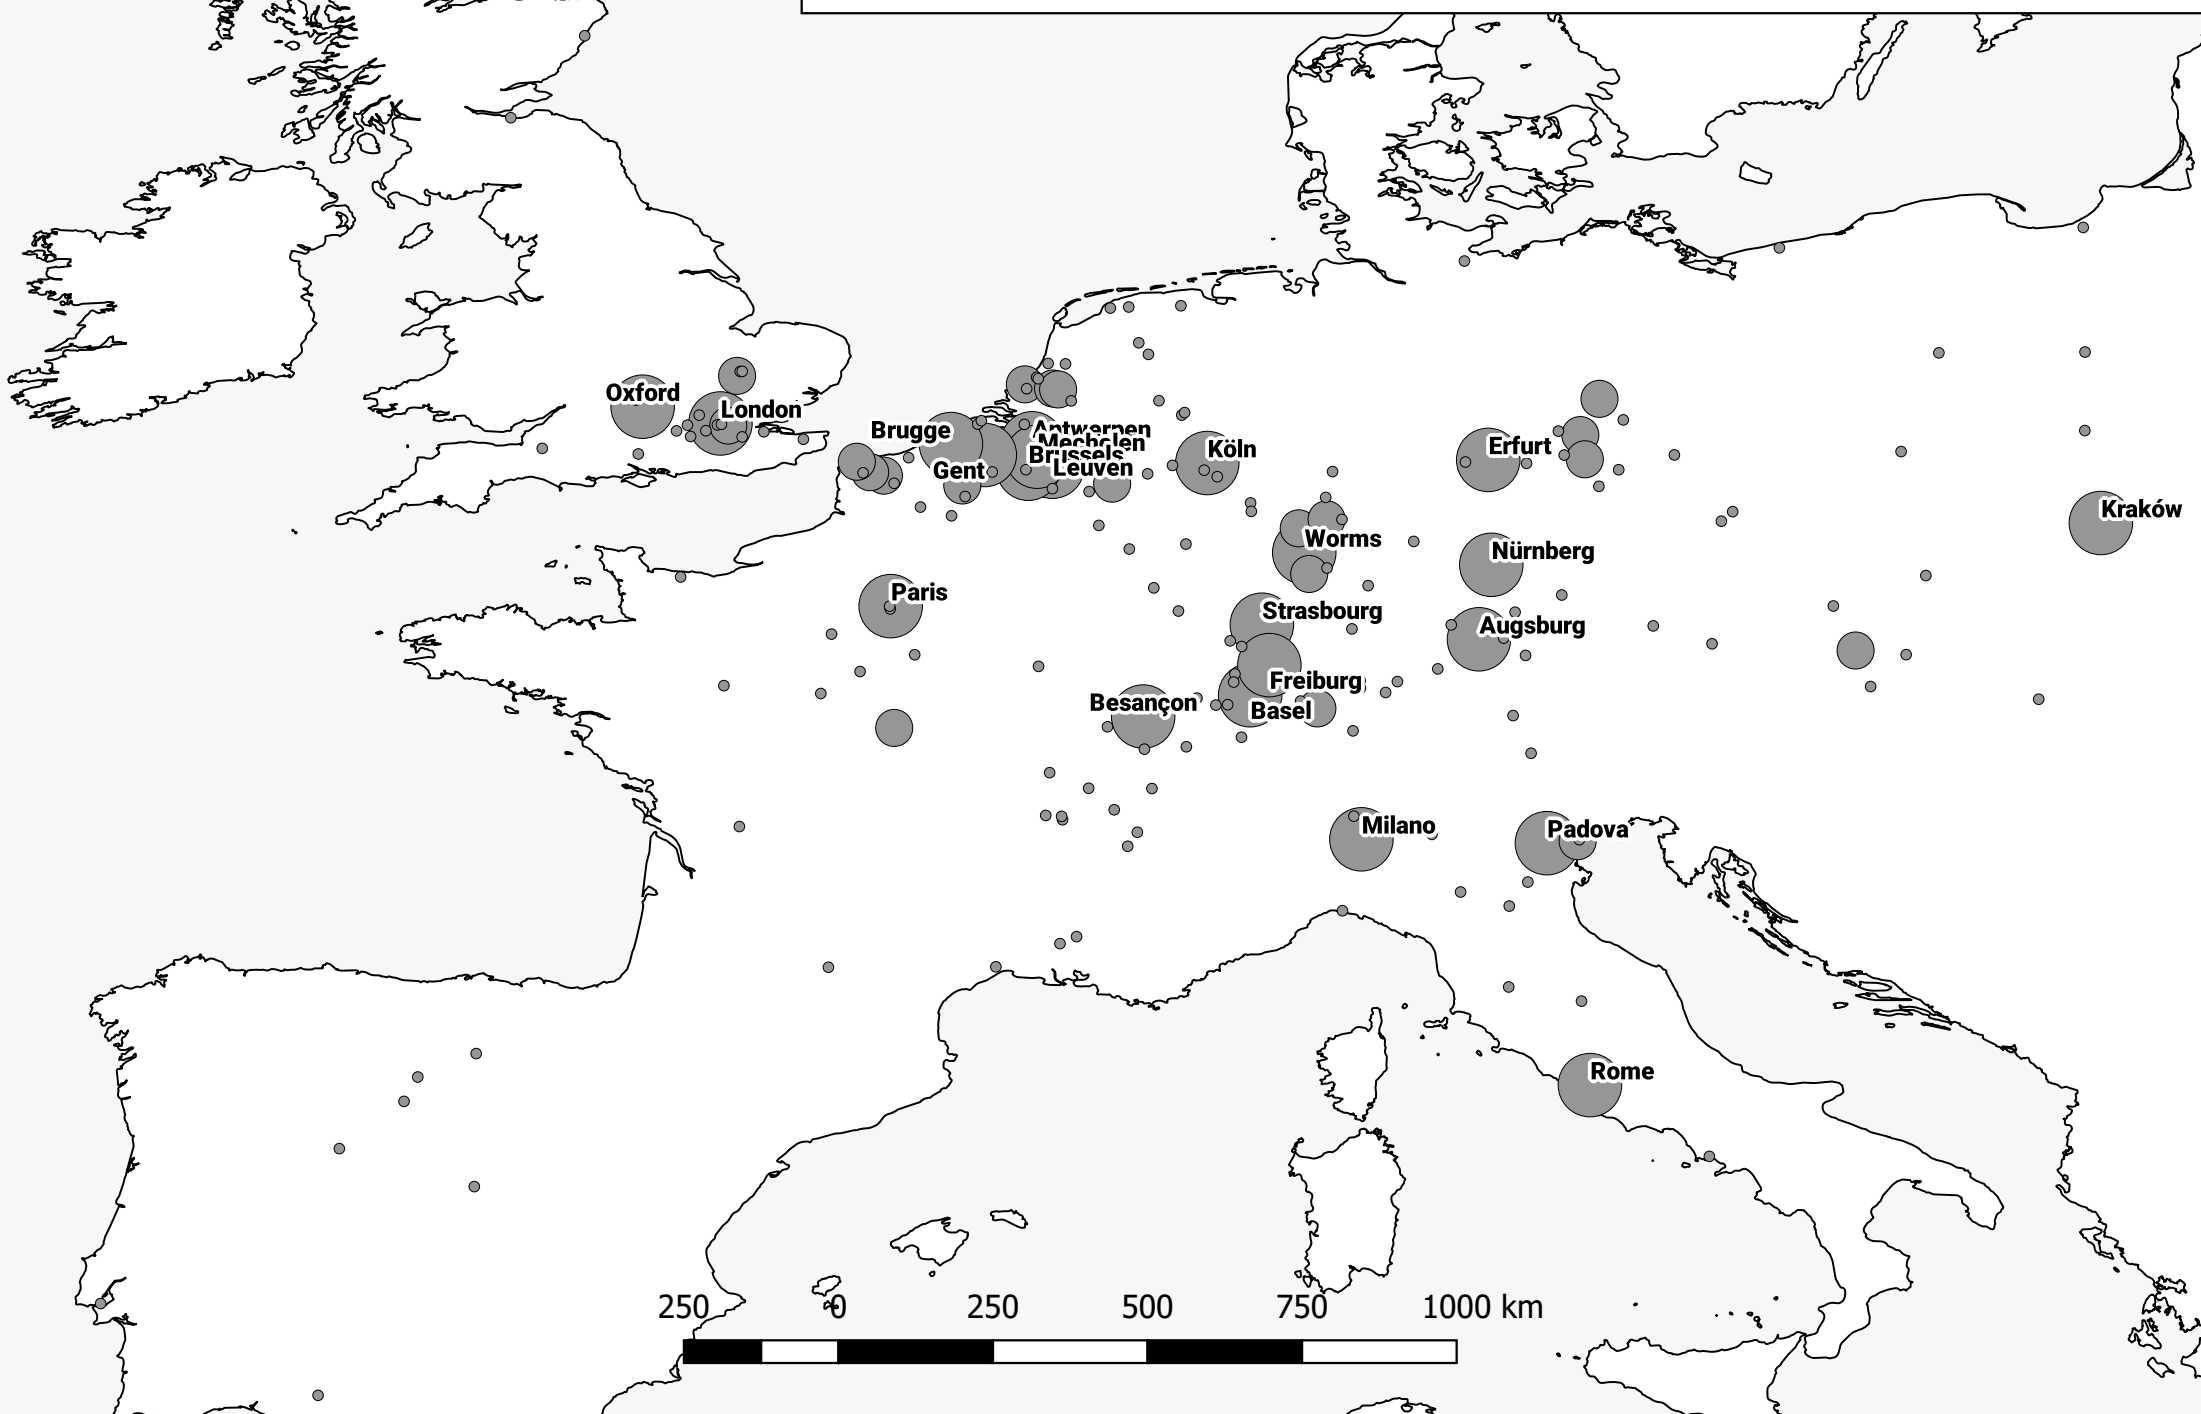 Oxford
London
Brugge
Antwerpen
Mechelen
Brussels
Gent
Leuven
Köln
Erfurt
Kraków
Worms
Nürnberg
Paris
Strasbourg
Augsburg
Freiburg
Besançon
Basel
Milano
Padova
Rome
250 0 250 500 750 1000 km